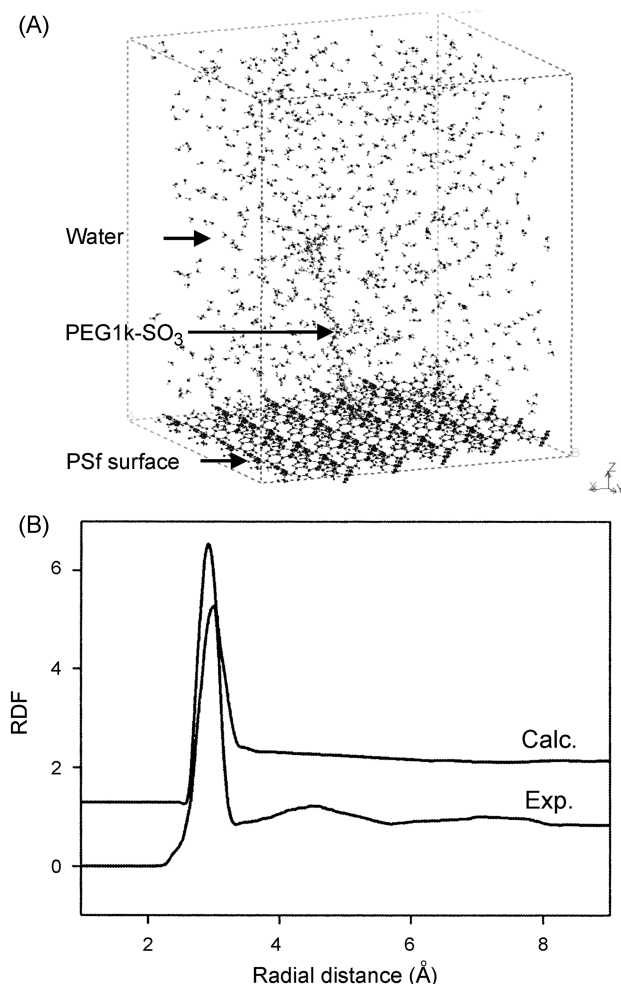 (A)
Water
PEG1k-SO3
PSf surface
Z
X Y
(B)
6
4
2
0
RDF
Calc.
Exp.
2 4 6 8
Radial distance (Å)